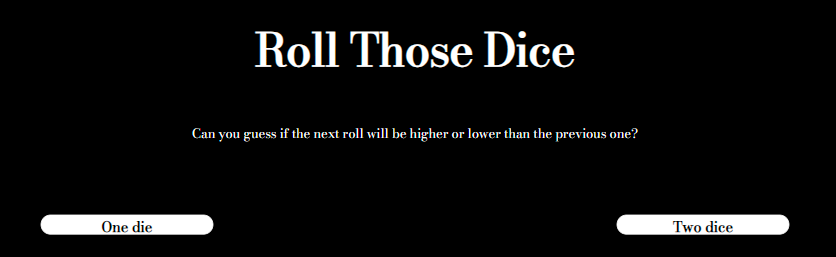 Roll Those Dice
Can you guess if the next roll will be higher or lower than the previous one?
One die
Two dice